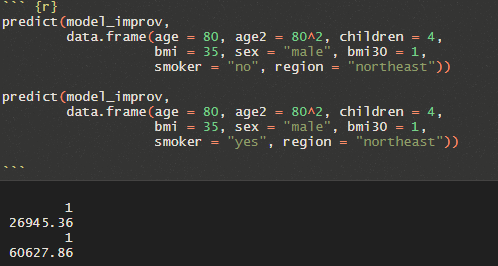 ``` {r}
predict(model_improv,
        data.frame(age = 80, age2 = 80^2, children = 4,
                   bmi = 35, sex = "male", bmi30 = 1,
                   smoker = "no", region = "northeast"))
predict(model_improv,
        data.frame(age = 80, age2 = 80^2, children = 4,
                   bmi = 35, sex = "male", bmi30 = 1,
                   smoker = "yes", region = "northeast"))
```
1
26945.36
1
60627.86